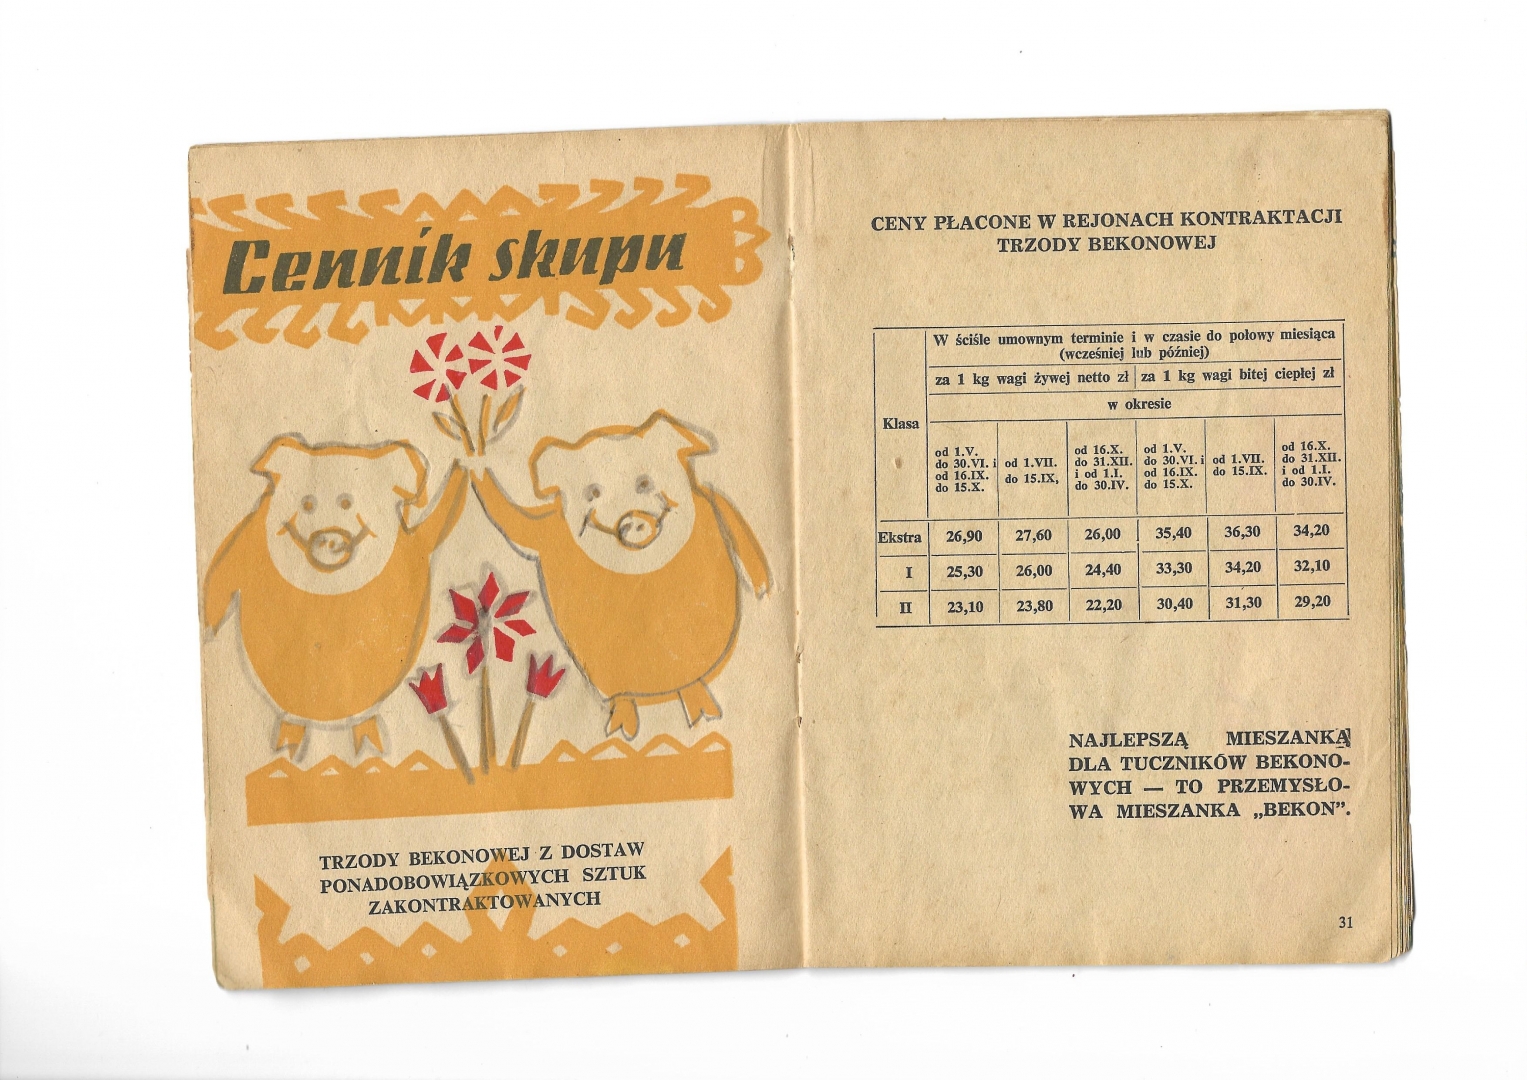 Cennik skupu
TRZODY BEKONOWEJ Z DOSTAW
PONADOBOWIĄZKOWYCH SZTUK
ZAKONTRAKTOWANYCH
CENY PŁACONE W REJONACH KONTRAKTACJI
TRZODY BEKONOWEJ
Klasa
W ściśle umownym terminie i w czasie do połowy miesiąca
(wcześniej lub później)
za 1 kg wagi żywej netto zł za 1 kg wagi bitej ciepłej zł
w okresie
od 1.V.
do 30.VI. i
od 16.IX.
do 15.X.
od 1.VII.
do 15.IX,
od 16.X.
do 31.XII.
i od 1.I.
do 30.IV.
od 1.V.
do 30.VI. i
od 16.IX.
do 15.X.
od 1.VII.
do 15.IX.
od 16.X.
do 31.XII.
i od 1.I.
do 30.IV.
Ekstra 26,90 27,60 26,00 35,40 36,30 34,20
I 25,30 26,00 24,40 33,30 34,20 32,10
II 23,10 23,80 22,20 30,40 31,30 29,20
NAJLEPSZĄ MIESZANKĄ
DLA TUCZNIKÓW BEKONO-
WYCH — TO PRZEMYSŁO-
WA MIESZANKA „BEKON”.
31